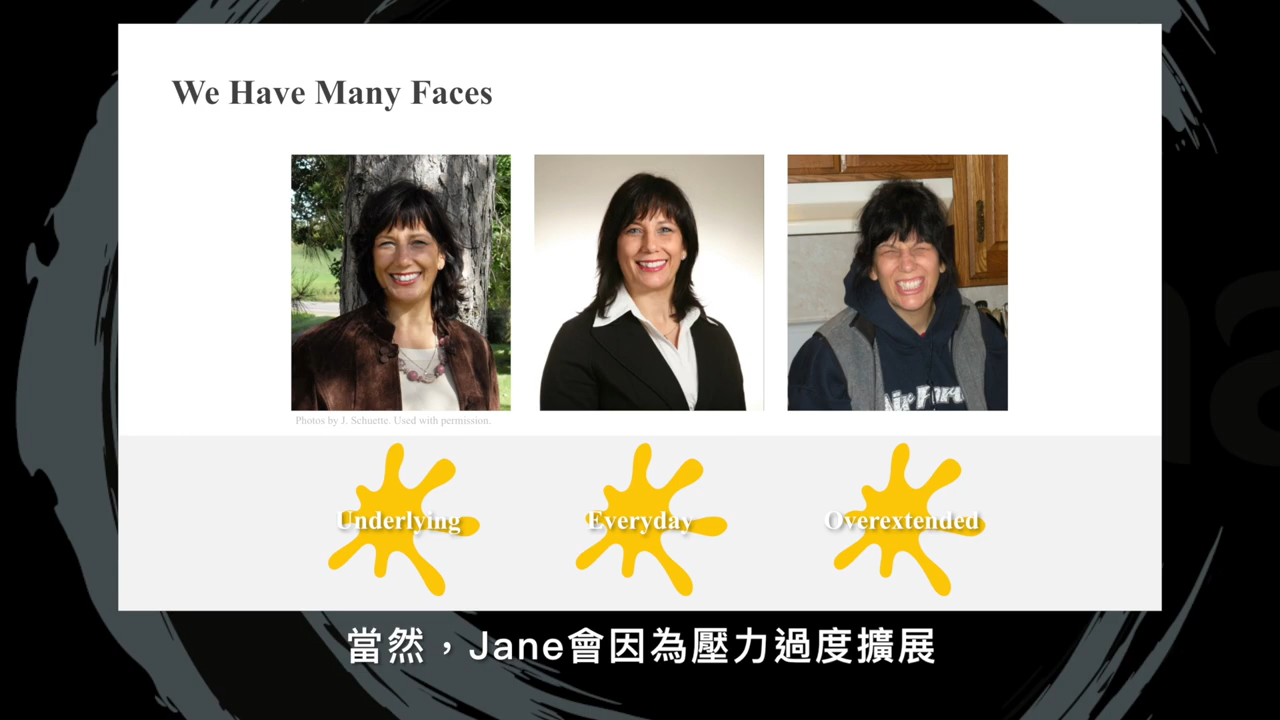 We Have Many Faces
Photos by J. Schuette. Used with permission.
Underlying
Everyday
Overextended
當然，Jane會因為壓力過度擴展